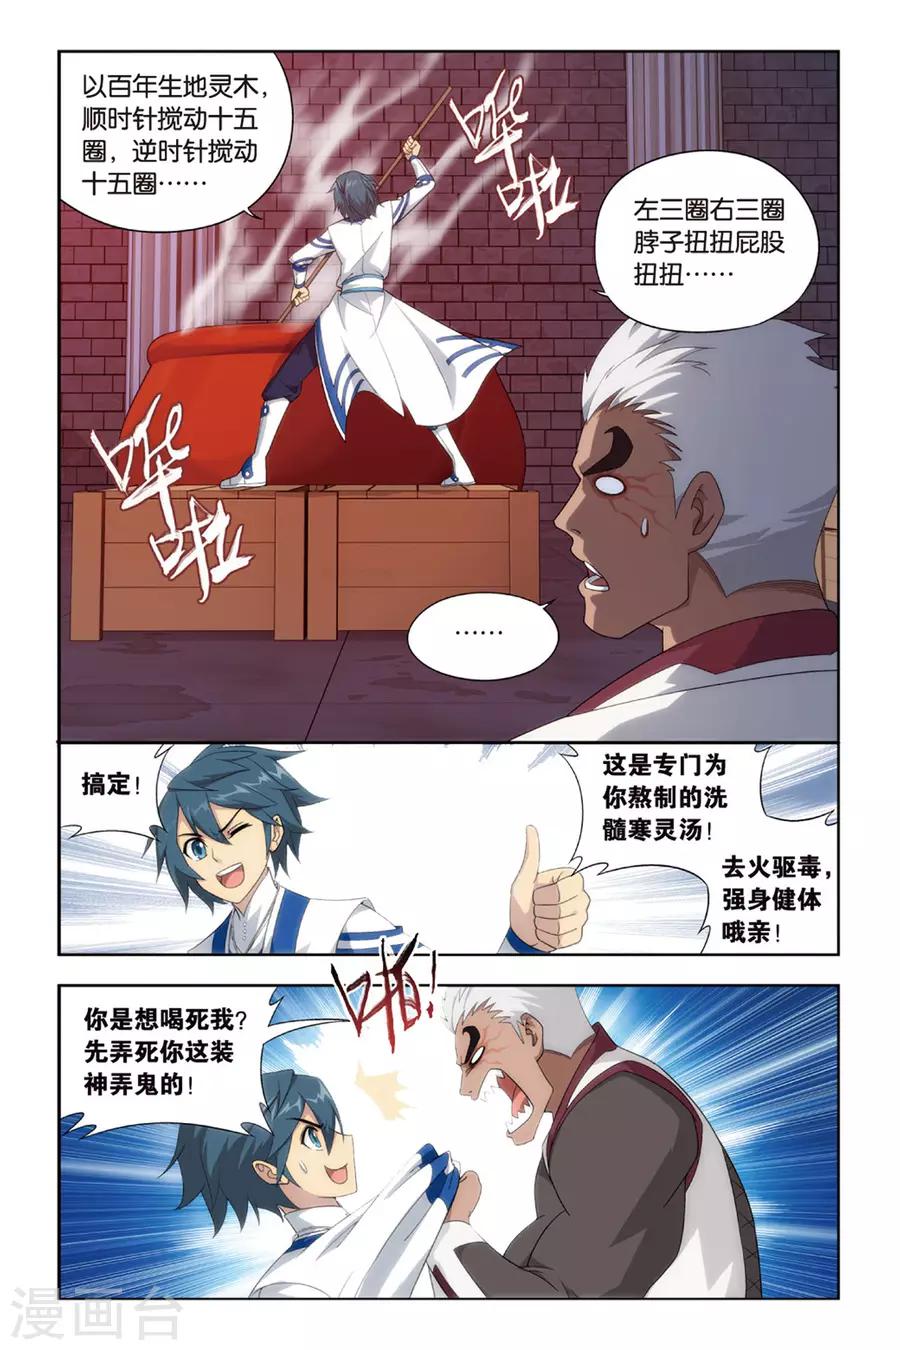 以百年生地灵木，
顺时针搅动十五
圈，逆时针搅动
十五圈……
哗啦
左三圈右三圈
脖子扭扭屁股
扭扭……
哗啦
……
搞定！
这是专门为
你熬制的洗
髓寒灵汤！
去火驱毒，
强身健体
哦亲！
啪！
你是想喝死我？
先弄死你这装
神弄鬼的！
漫画台